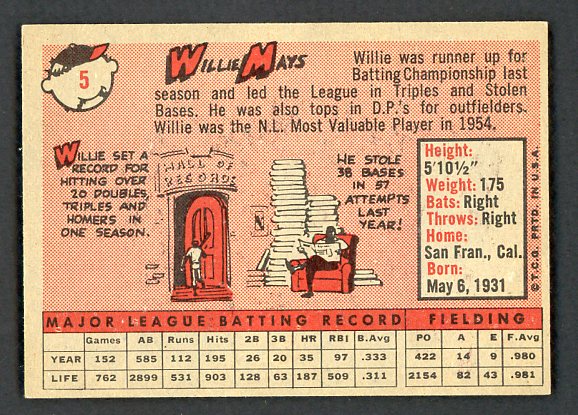 5
WILLIE MAYS
Willie was runner up for
Batting Championship last
season and led the League in Triples and Stolen
Bases. He was also tops in D.P.'s for outfielders.
Willie was the N.L. Most Valuable Player in 1954.
WILLIE SET A
RECORD FOR
HITTING OVER
20 DOUBLES,
TRIPLES AND
HOMERS IN
ONE SEASON.
HALL OF
RECORDS
HE STOLE
38 BASES
IN 57
ATTEMPTS
LAST
YEAR!
Height:
5'10½"
Weight: 175
Bats: Right
Throws: Right
Home:
San Fran., Cal.
Born:
May 6, 1931
© T.C.G. PRTD. IN U.S.A.
MAJOR LEAGUE BATTING RECORD FIELDING
Games AB Runs Hits 2B 3B HR RBI B.Avg PO A E F.Avg
YEAR 152 585 112 195 26 20 35 97 .333 422 14 9 .980
LIFE 762 2899 531 903 128 63 187 509 .311 2154 82 43 .981